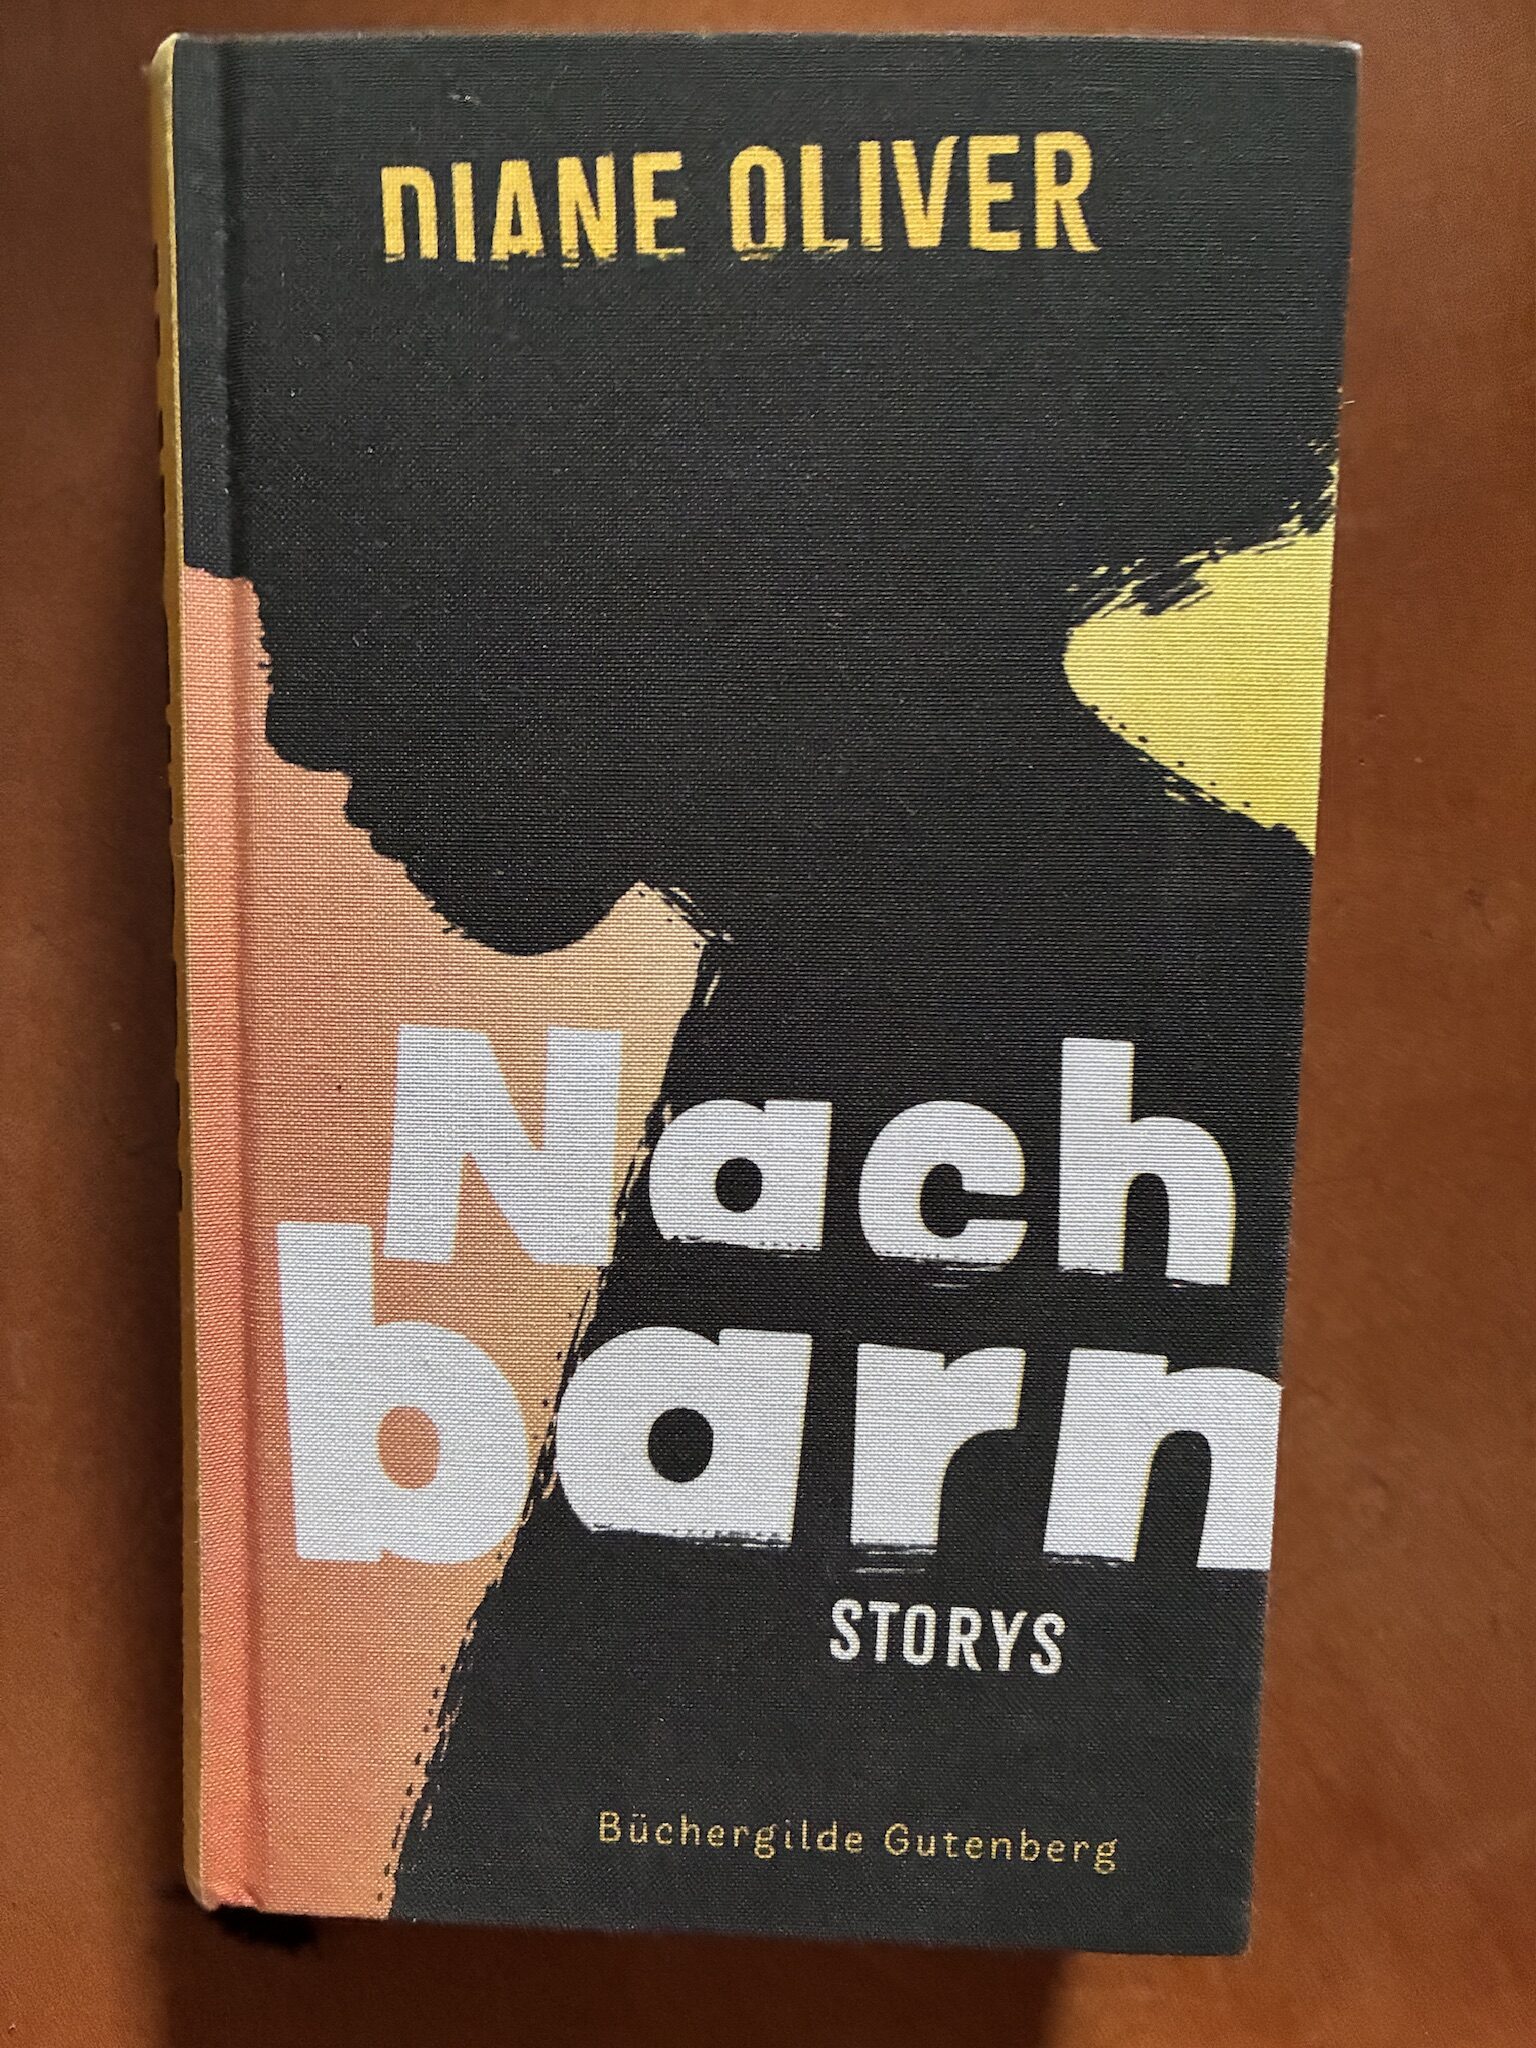 DIANE OLIVER
Nach
barn
STORYS
Büchergilde Gutenberg